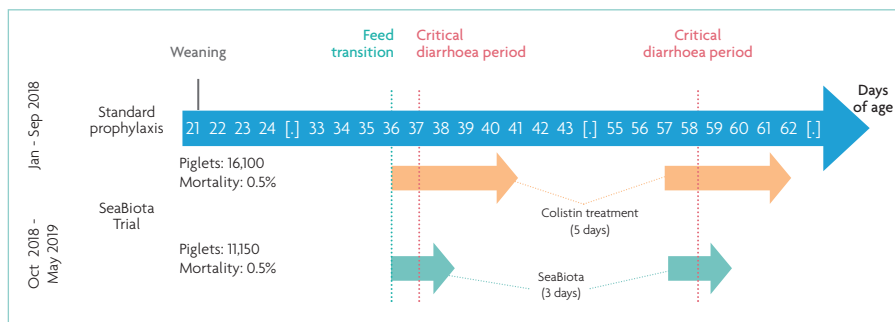 Feed
transition
Critical
diarrhoea period
Critical
diarrhoea period
Weaning
Days
of age
Jan - Sep 2018
Standard
prophylaxis
21 22 23 24 [.] 33 34 35 36 37 38 39 40 41 42 43 [.] 55 56 57 58 59 60 61 62 [.]
Piglets: 16,100
Mortality: 0.5%
Colistin treatment
(5 days)
SeaBiota
Trial
Oct 2018 -
May 2019
Piglets: 11,150
Mortality: 0.5%
SeaBiota
(3 days)